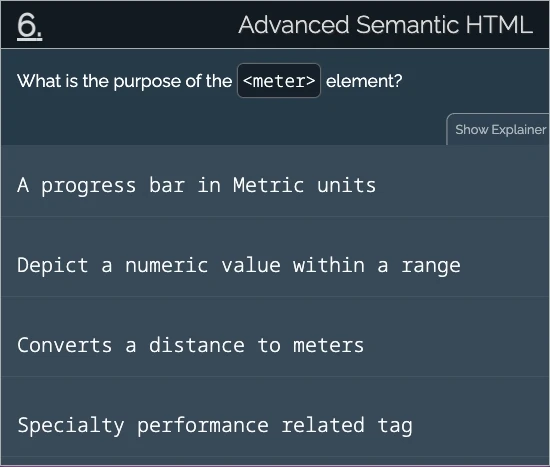 6.
Advanced Semantic HTML
What is the purpose of the <meter> element?
Show Explainer
A progress bar in Metric units
Depict a numeric value within a range
Converts a distance to meters
Specialty performance related tag